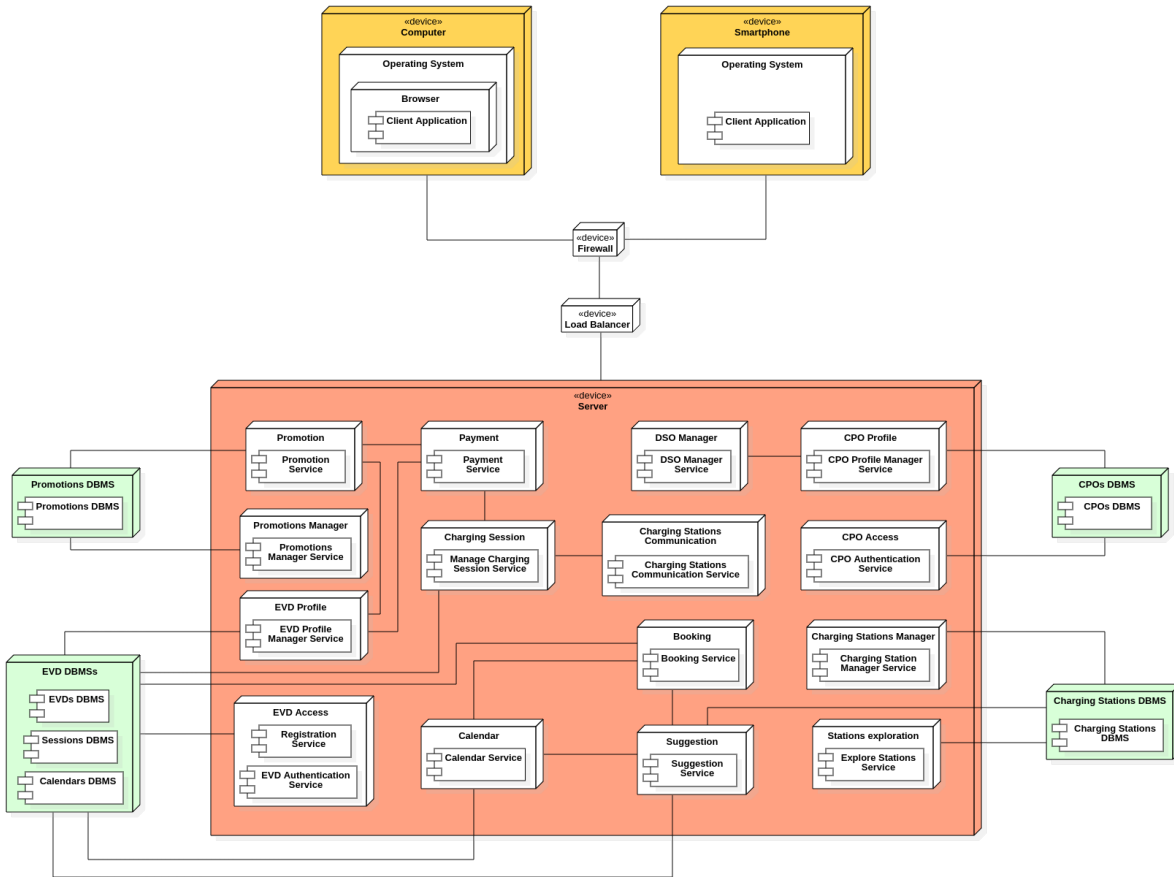 «device»
Computer
Operating System
Browser
Client Application
«device»
Smartphone
Operating System
Client Application
«device»
Firewall
«device»
Load Balancer
«device»
Server
Promotion
Promotion
Service
Payment
Payment
Service
DSO Manager
DSO Manager
Service
CPO Profile
CPO Profile Manager
Service
Promotions DBMS
Promotions DBMS
CPOs DBMS
CPOs DBMS
Promotions Manager
Promotions
Manager Service
Charging Session
Manage Charging
Session Service
Charging Stations
Communication
Charging Stations
Communication Service
CPO Access
CPO Authentication
Service
EVD Profile
EVD Profile
Manager Service
Booking
Booking Service
Charging Stations Manager
Charging Station
Manager Service
EVD DBMSs
EVDs DBMS
Sessions DBMS
Calendars DBMS
EVD Access
Registration
Service
EVD Authentication
Service
Calendar
Calendar Service
Suggestion
Suggestion
Service
Stations exploration
Explore Stations
Service
Charging Stations DBMS
Charging Stations
DBMS